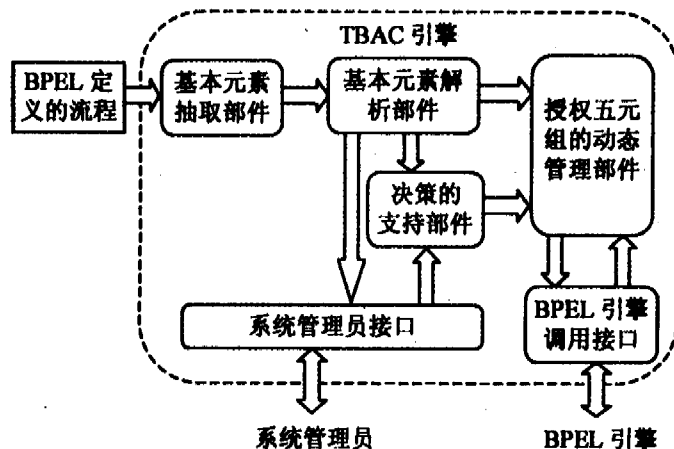 TBAC 引擎
BPEL 定
义的流程
基本元素
抽取部件
基本元素解
析部件
授权五元
组的动态
管理部件
决策的
支持部件
系统管理员接口
BPEL 引擎
调用接口
系统管理员
BPEL 引擎